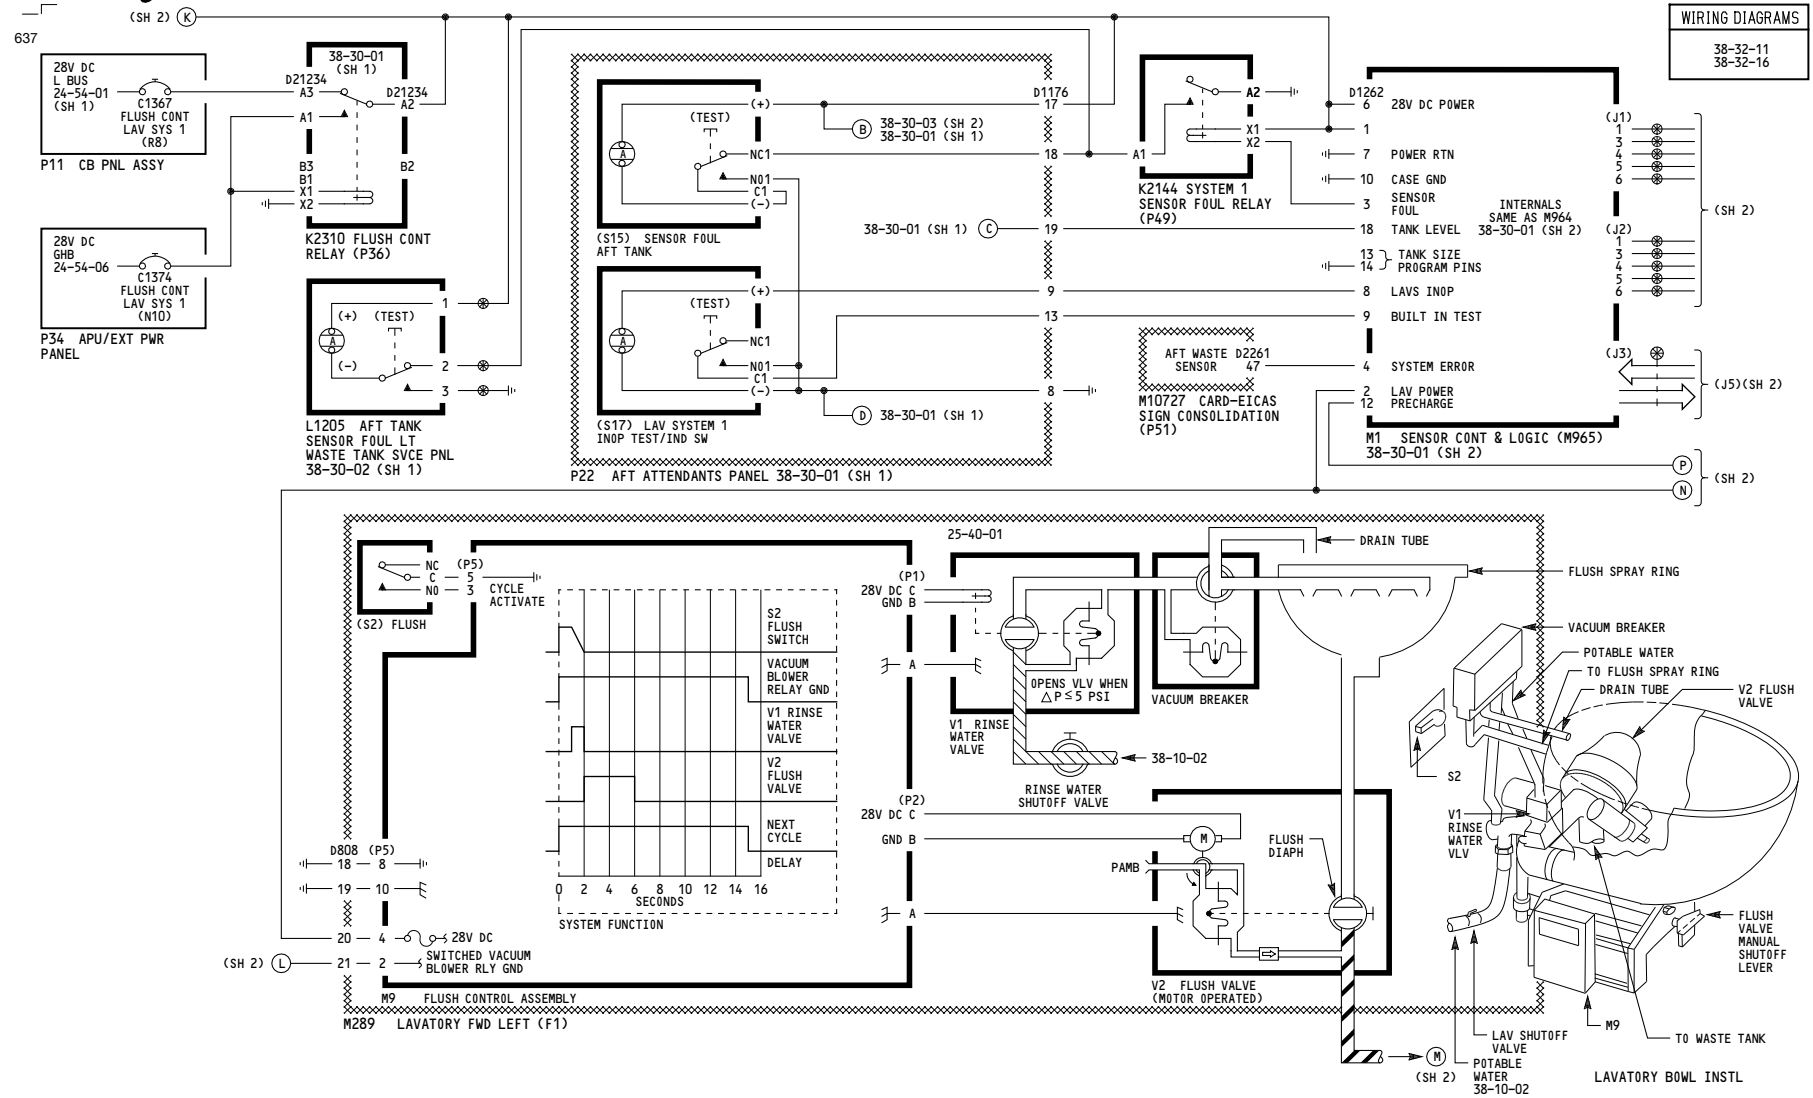 (SH 2) K
637
WIRING DIAGRAMS
38-32-11
38-32-16
28V DC
L BUS
24-54-01
(SH 1)
C1367
FLUSH CONT
LAV SYS 1
(R8)
P11 CB PNL ASSY
28V DC
GHB
24-54-06
C1374
FLUSH CONT
LAV SYS 1
(N10)
P34 APU/EXT PWR
PANEL
38-30-01
(SH 1)
D21234
A3
D21234
A2
A1
B3
B2
B1
X1
X2
K2310 FLUSH CONT
RELAY (P36)
1
(+) (TEST)
A
(-)
2
3
L1205 AFT TANK
SENSOR FOUL LT
WASTE TANK SVCE PNL
38-30-02 (SH 1)
(+)
(TEST)
A
NC1
NO1
C1
(-)
(S15) SENSOR FOUL
AFT TANK
(+)
(TEST)
A
NC1
NO1
C1
(-)
(S17) LAV SYSTEM 1
INOP TEST/IND SW
B 38-30-03 (SH 2)
38-30-01 (SH 1)
38-30-01 (SH 1) C
D 38-30-01 (SH 1)
D1176
17
18
19
9
13
8
P22 AFT ATTENDANTS PANEL 38-30-01 (SH 1)
A2
X1
X2
A1
K2144 SYSTEM 1
SENSOR FOUL RELAY
(P49)
AFT WASTE D2261
SENSOR 47
M10727 CARD-EICAS
SIGN CONSOLIDATION
(P51)
D1262
6 28V DC POWER
1
7 POWER RTN
10 CASE GND
3 SENSOR
FOUL
18 TANK LEVEL
13 TANK SIZE
14 PROGRAM PINS
8 LAVS INOP
9 BUILT IN TEST
4 SYSTEM ERROR
2 LAV POWER
12 PRECHARGE
INTERNALS
SAME AS M964
38-30-01 (SH 2)
(J1)
1
3
4
5
6
(J2)
1
3
4
5
6
(SH 2)
(J3)
(J5)(SH 2)
M1 SENSOR CONT & LOGIC (M965)
38-30-01 (SH 2)
P
N
(SH 2)
NC
C
NO
(P5)
5
3
CYCLE
ACTIVATE
(S2) FLUSH
S2
FLUSH
SWITCH
VACUUM
BLOWER
RELAY GND
V1 RINSE
WATER
VALVE
V2
FLUSH
VALVE
NEXT
CYCLE
DELAY
0 2 4 6 8 10 12 14 16
SECONDS
SYSTEM FUNCTION
D808 (P5)
18 8
19 10
20 4 28V DC
(SH 2) L 21 2 SWITCHED VACUUM
BLOWER RLY GND
M9 FLUSH CONTROL ASSEMBLY
M289 LAVATORY FWD LEFT (F1)
(P1)
28V DC C
GND B
A
(P2)
28V DC C
GND B
A
25-40-01
OPENS VLV WHEN
△P≤5 PSI
V1 RINSE
WATER
VALVE
VACUUM BREAKER
38-10-02
RINSE WATER
SHUTOFF VALVE
DRAIN TUBE
FLUSH SPRAY RING
M
PAMB
FLUSH
DIAPH
V2 FLUSH VALVE
(MOTOR OPERATED)
M
(SH 2)
VACUUM BREAKER
POTABLE WATER
TO FLUSH SPRAY RING
DRAIN TUBE
V2 FLUSH
VALVE
S2
V1
RINSE
WATER
VLV
FLUSH
VALVE
MANUAL
SHUTOFF
LEVER
M9
TO WASTE TANK
LAV SHUTOFF
VALVE
POTABLE
WATER
38-10-02
LAVATORY BOWL INSTL